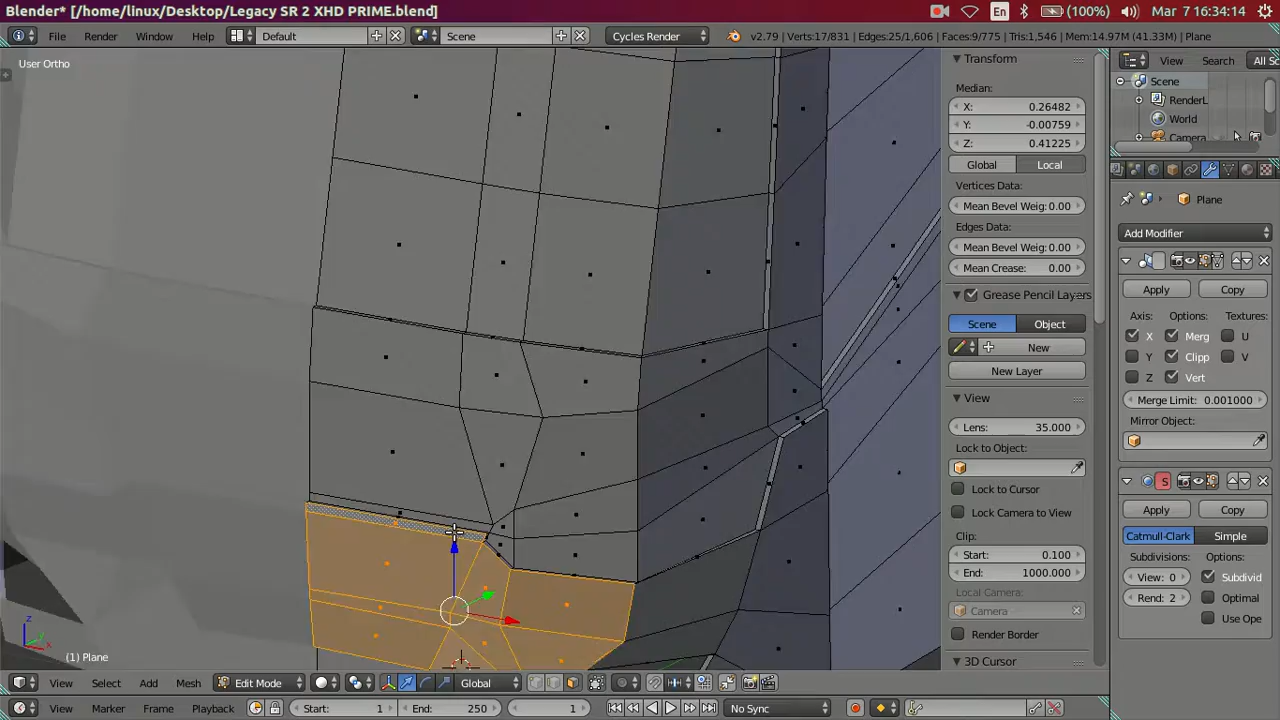 Blender* [/home/linux/Desktop/Legacy SR 2 XHD PRIME.blend]
En (100%) Mar 7 16:34:14
File Render Window Help Default Scene Cycles Render v2.79 | Verts:17/831 | Edges:25/1,606 | Faces:9/775 | Tris:1,546 | Mem:14.97M (41.33M) | Plane
User Ortho
(1) Plane
View Select Add Mesh Edit Mode Global
View Marker Frame Playback Start: 1 End: 250 1 No Sync
Transform
Median:
X: 0.26482
Y: -0.00759
Z: 0.41225
Global Local
Vertices Data:
Mean Bevel Weig: 0.00
Edges Data:
Mean Bevel Weig: 0.00
Mean Crease: 0.00
Grease Pencil Layers
Scene Object
New
New Layer
View
Lens: 35.000
Lock to Object:
Lock to Cursor
Lock Camera to View
Clip:
Start: 0.100
End: 1000.000
Local Camera:
Camera
Render Border
3D Cursor
View Search All Sc
Scene
RenderL
World
Camera
Plane
Add Modifier
Apply Copy
Axis: Options: Textures:
X Merg U
Y Clipp V
Z Vert
Merge Limit: 0.001000
Mirror Object:
S
Apply Copy
Catmull-Clark Simple
Subdivisions: Options:
View: 0 Subdivid
Rend: 2 Optimal
Use Ope